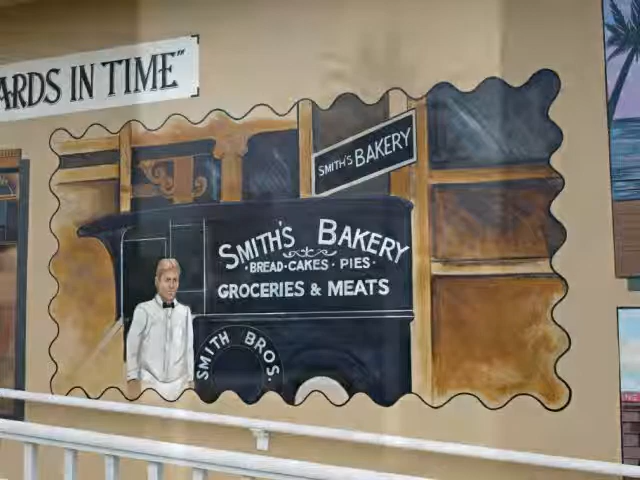 ARDS IN TIME"
SMITH'S BAKERY
SMITH'S BAKERY
·BREAD·CAKES·PIES·
GROCERIES & MEATS
SMITH BROS.